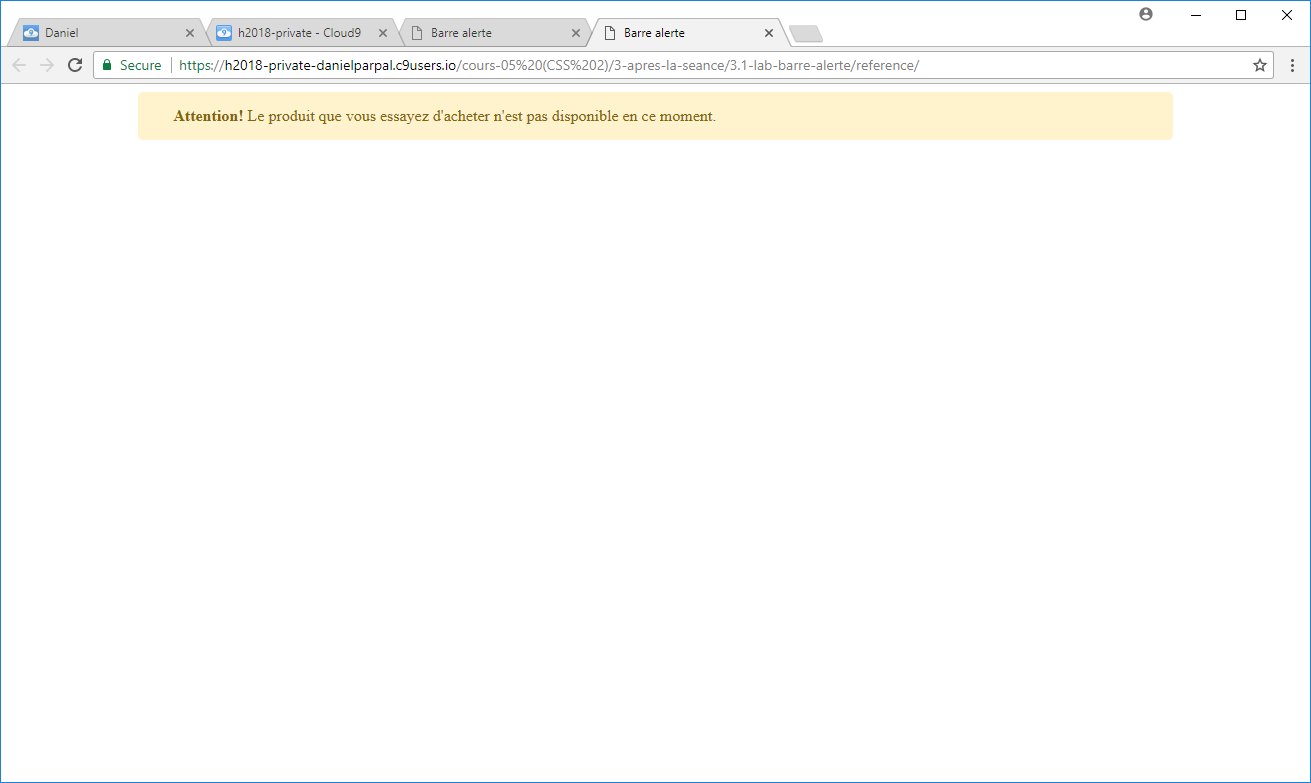 Daniel
h2018-private - Cloud9
Barre alerte
Barre alerte
Secure
https://h2018-private-danielparpal.c9users.io/cours-05%20(CSS%202)/3-apres-la-seance/3.1-lab-barre-alerte/reference/
Attention! Le produit que vous essayez d'acheter n'est pas disponible en ce moment.